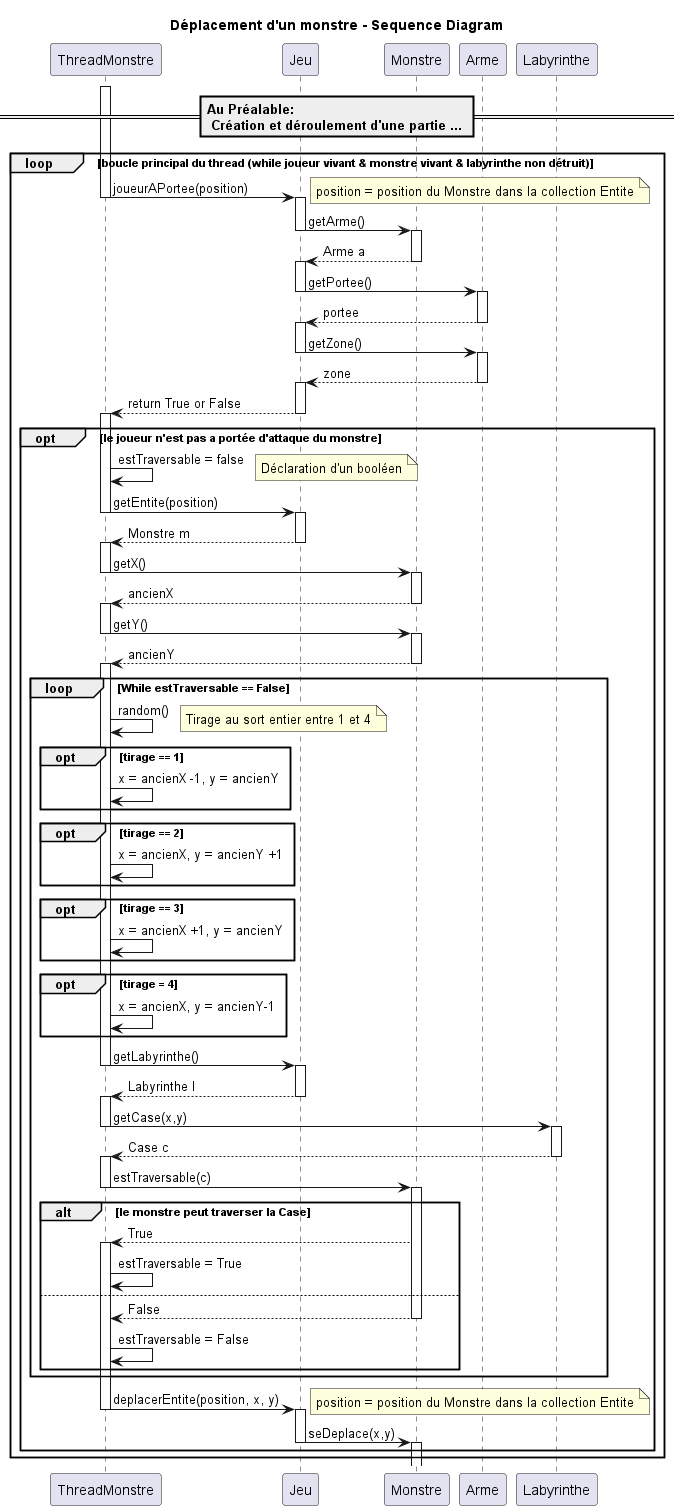 Déplacement d'un monstre - Sequence Diagram
ThreadMonstre
Jeu
Monstre
Arme
Labyrinthe
Au Préalable:
Création et déroulement d'une partie ...
loop
[boucle principal du thread (while joueur vivant & monstre vivant & labyrinthe non détruit)]
joueurAPortee(position)
position = position du Monstre dans la collection Entite
getArme()
Arme a
getPortee()
portee
getZone()
zone
return True or False
opt
[le joueur n'est pas a portée d'attaque du monstre]
estTraversable = false
Déclaration d'un booléen
getEntite(position)
Monstre m
getX()
ancienX
getY()
ancienY
loop
[While estTraversable == False]
random()
Tirage au sort entier entre 1 et 4
opt
[tirage == 1]
x = ancienX -1, y = ancienY
opt
[tirage == 2]
x = ancienX, y = ancienY +1
opt
[tirage == 3]
x = ancienX +1, y = ancienY
opt
[tirage = 4]
x = ancienX, y = ancienY-1
getLabyrinthe()
Labyrinthe l
getCase(x,y)
Case c
estTraversable(c)
alt
[le monstre peut traverser la Case]
True
estTraversable = True
False
estTraversable = False
deplacerEntite(position, x, y)
position = position du Monstre dans la collection Entite
seDeplace(x,y)
ThreadMonstre
Jeu
Monstre
Arme
Labyrinthe